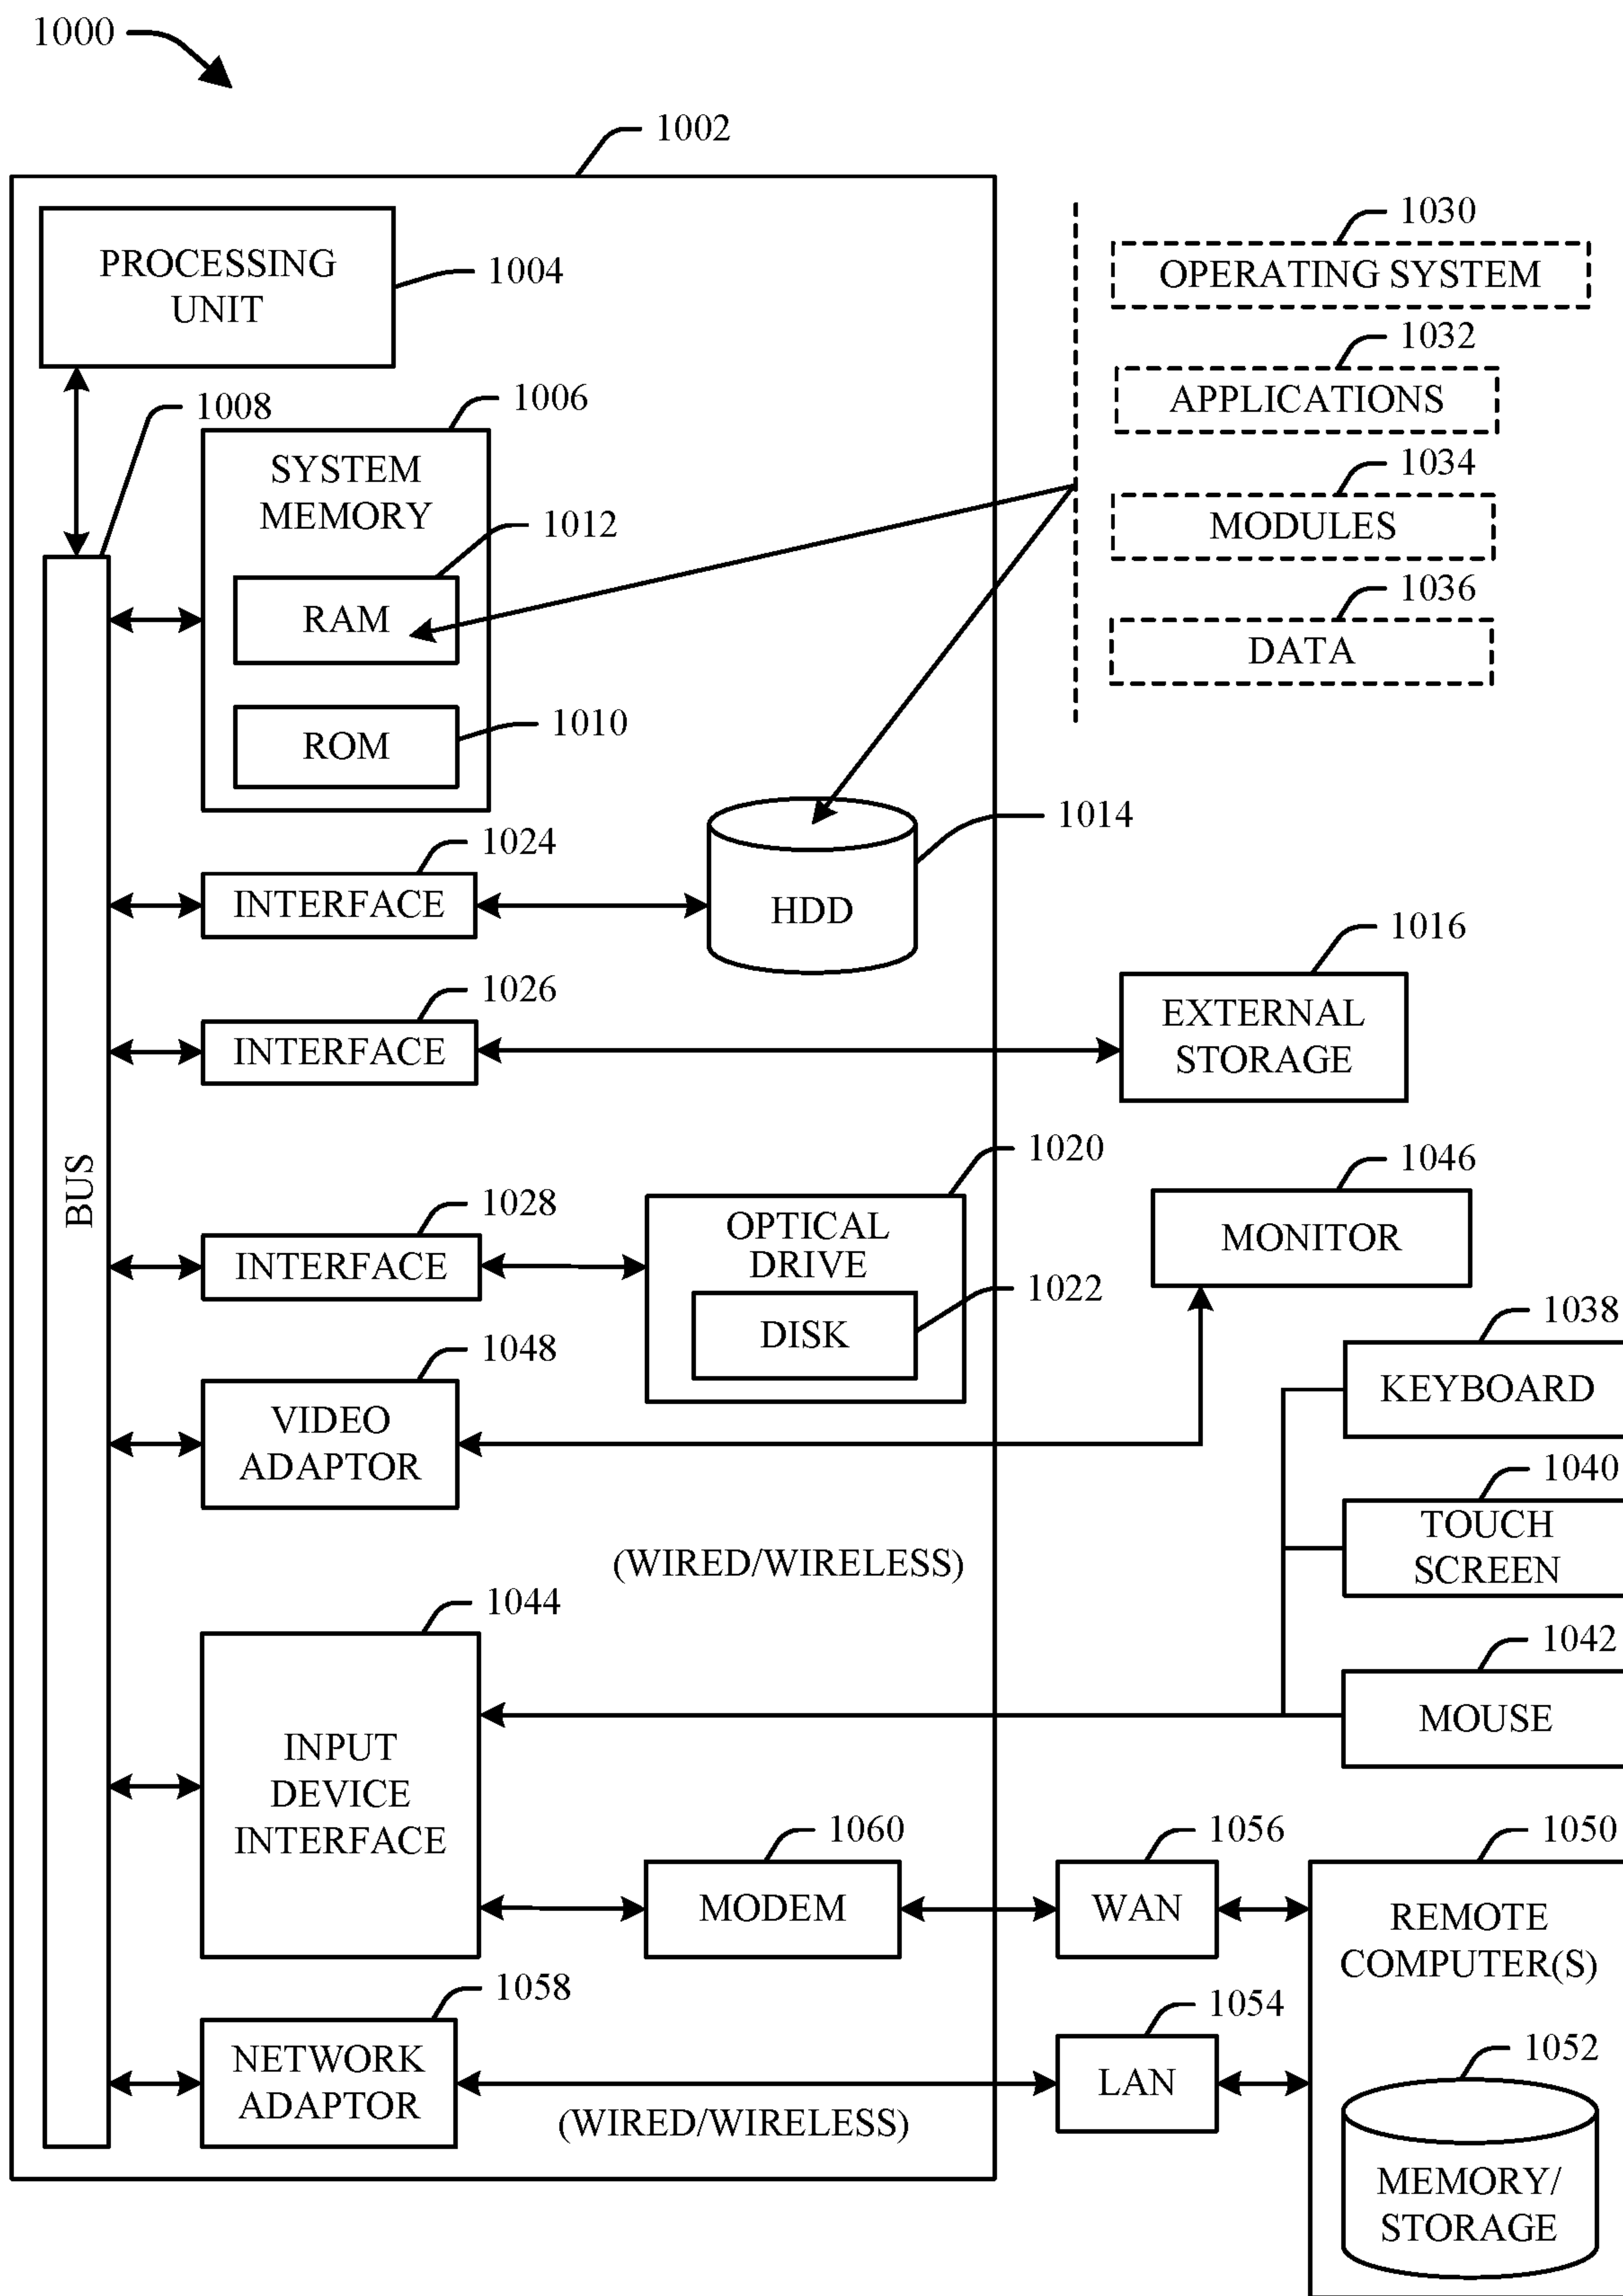 1000
1002
PROCESSING
UNIT
1004
1030
OPERATING SYSTEM
1032
APPLICATIONS
1034
MODULES
1036
DATA
1008
1006
SYSTEM
MEMORY
1012
RAM
1010
ROM
BUS
1024
INTERFACE
1014
HDD
1026
INTERFACE
1016
EXTERNAL
STORAGE
1028
INTERFACE
1020
OPTICAL
DRIVE
1022
DISK
1046
MONITOR
1048
VIDEO
ADAPTOR
1038
KEYBOARD
1040
TOUCH
SCREEN
(WIRED/WIRELESS)
1042
MOUSE
1044
INPUT
DEVICE
INTERFACE
1060
MODEM
1056
WAN
1050
REMOTE
COMPUTER(S)
1058
NETWORK
ADAPTOR
(WIRED/WIRELESS)
1054
LAN
1052
MEMORY/
STORAGE